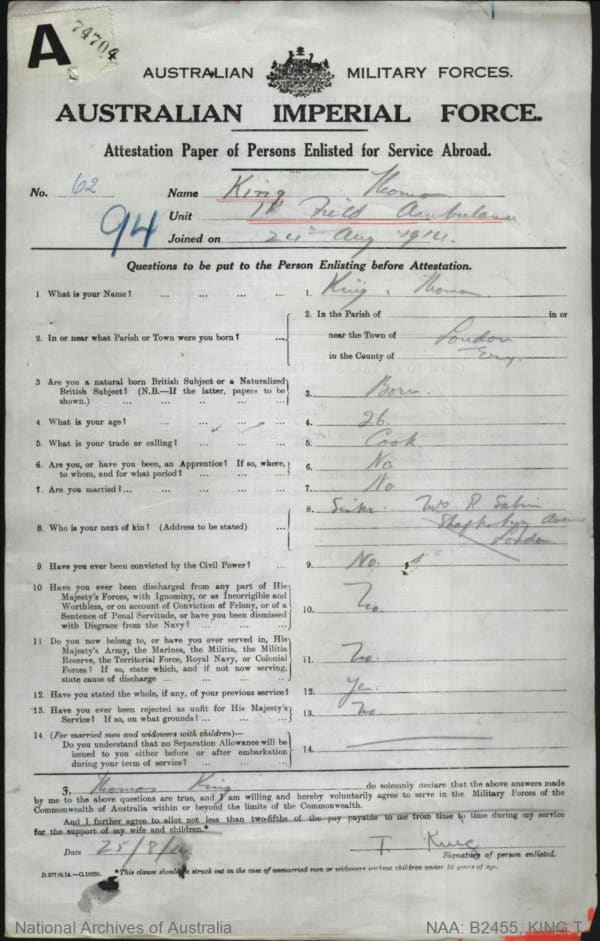 A
74704
AUSTRALIAN MILITARY FORCES.
AUSTRALIAN IMPERIAL FORCE.
Attestation Paper of Persons Enlisted for Service Abroad.
No. 62 Name King Thomas
94
Unit 1st Field Ambulance
Joined on 24 Aug 1914.
Questions to be put to the Person Enlisting before Attestation.
1 What is your Name? ... ... ... ... 1. King, Thomas.
2. In or near what Parish or Town were you born? ... 2. In the Parish of in or
near the Town of London
in the County of Eng.
3 Are you a natural born British Subject or a Naturalized
British Subject? (N.B.—If the latter, papers to be
shown.) ... ... ... ... ... 3. Born.
4 What is your age? ... ... ... ... 4. 26.
5. What is your trade or calling? ... ... ... 5. Cook.
6. Are you, or have you been, an Apprentice? If so, where,
to whom, and for what period? ... ... ... 6. No
7. Are you married? ... ... ... ... ... 7. No
8. Who is your next of kin? (Address to be stated) ... 8. Sister. Mrs R Sabin
Shaftesbury Avenue
London
9. Have you ever been convicted by the Civil Power? ... 9. No.
10 Have you ever been discharged from any part of His
Majesty's Forces, with Ignominy, or as Incorrigible and
Worthless, or on account of Conviction of Felony, or of a
Sentence of Penal Servitude, or have you been dismissed
with Disgrace from the Navy? ... ... ... 10. No.
11 Do you now belong to, or have you ever served in, His
Majesty's Army, the Marines, the Militia, the Militia
Reserve, the Territorial Force, Royal Navy, or Colonial
Forces? If so, state which, and if not now serving,
state cause of discharge ... ... ... ... 11. No.
12. Have you stated the whole, if any, of your previous service? 12. Yes.
13. Have you ever been rejected as unfit for His Majesty's
Service? If so, on what grounds? ... ... ... 13. No
14 (For married men and widowers with children)—
Do you understand that no Separation Allowance will be
issued to you either before or after embarkation
during your term of service? ... ... ... 14.
I, Thomas King do solemnly declare that the above answers made
by me to the above questions are true, and I am willing and hereby voluntarily agree to serve in the Military Forces of the
Commonwealth of Australia within or beyond the limits of the Commonwealth.
And I further agree to allot not less than two-fifths of the pay payable to me from time to time during my service
for the support of my wife and children.*
Date 25/8/14 T. King
Signature of person enlisted.
*This clause should be struck out in the case of unmarried men or widowers without children under 18 years of age.
National Archives of Australia NAA: B2455, KING T